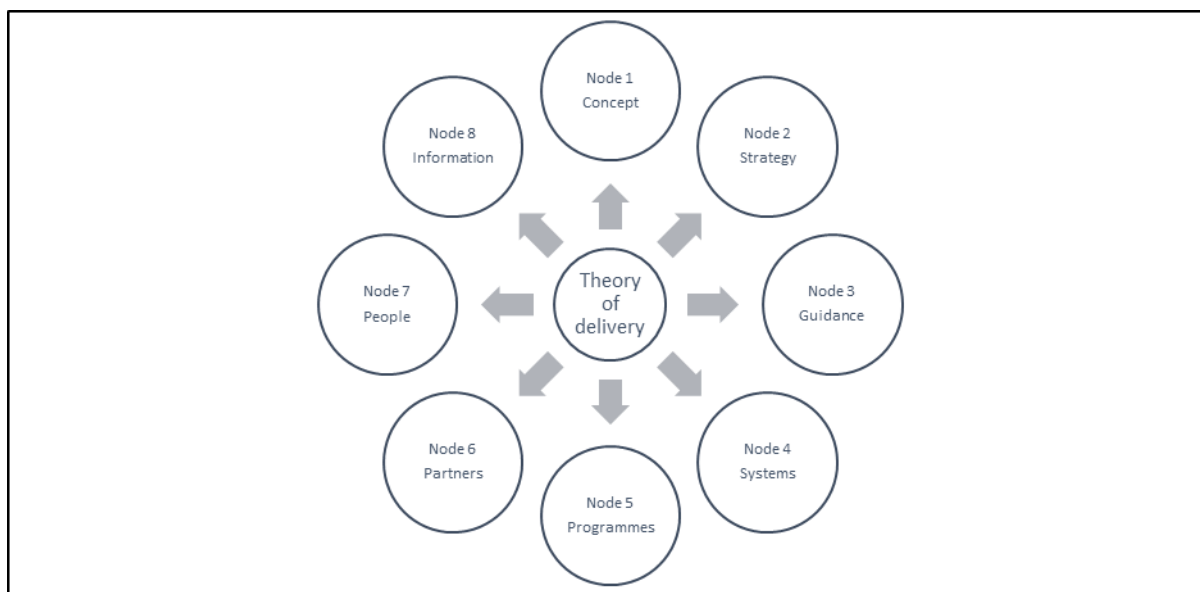 Node 1
Concept
Node 2
Strategy
Node 3
Guidance
Node 4
Systems
Node 5
Programmes
Node 6
Partners
Node 7
People
Node 8
Information
Theory
of
delivery